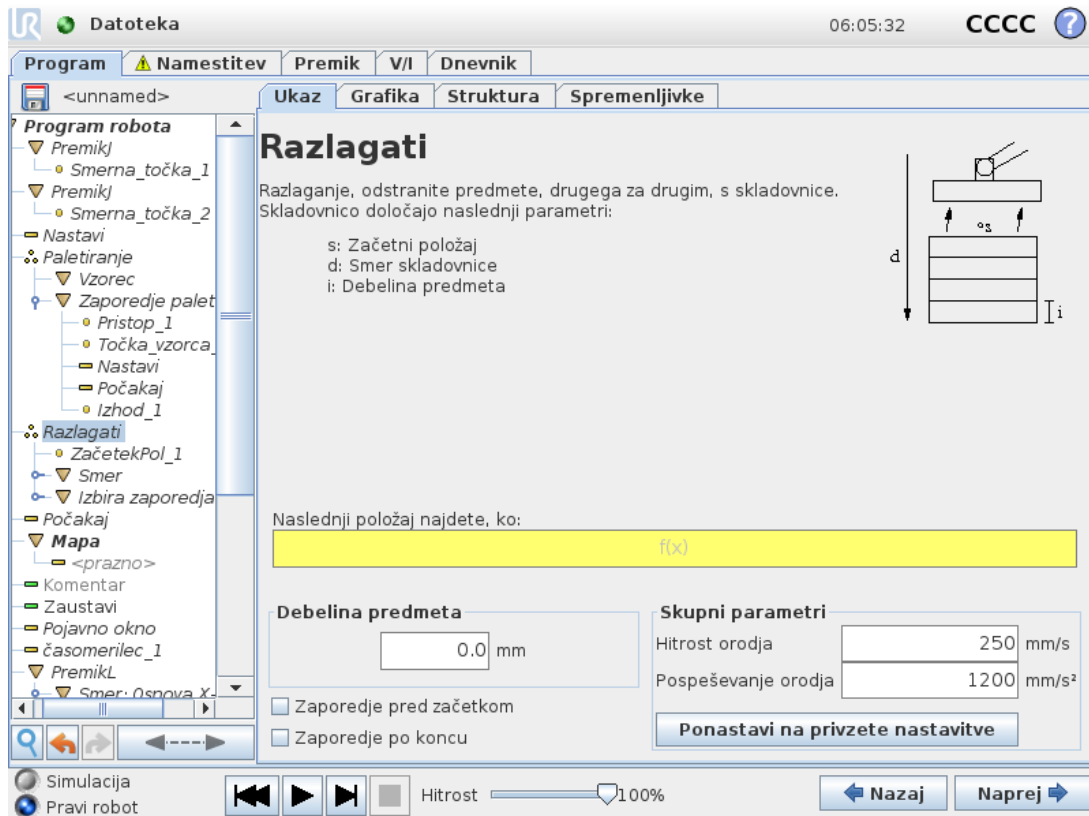 UR Datoteka 06:05:32 CCCC ?
Program Namestitev Premik V/I Dnevnik
<unnamed>
Ukaz Grafika Struktura Spremenljivke
Program robota
PremikJ
Smerna_točka_1
PremikJ
Smerna_točka_2
Nastavi
Paletiranje
Vzorec
Zaporedje palet
Pristop_1
Točka_vzorca_
Nastavi
Počakaj
Izhod_1
Razlagati
ZačetekPol_1
Smer
Izbira zaporedja
Počakaj
Mapa
<prazno>
Komentar
Zaustavi
Pojavno okno
časomerilec_1
PremikL
Smer: Osnova X-
Razlagati
Razlaganje, odstranite predmete, drugega za drugim, s skladovnice.
Skladovnico določajo naslednji parametri:
s: Začetni položaj
d: Smer skladovnice
i: Debelina predmeta
s
d
i
Naslednji položaj najdete, ko:
f(x)
Debelina predmeta
0.0 mm
Zaporedje pred začetkom
Zaporedje po koncu
Skupni parametri
Hitrost orodja 250 mm/s
Pospeševanje orodja 1200 mm/s²
Ponastavi na privzete nastavitve
Simulacija
Pravi robot
Hitrost 100%
Nazaj Naprej